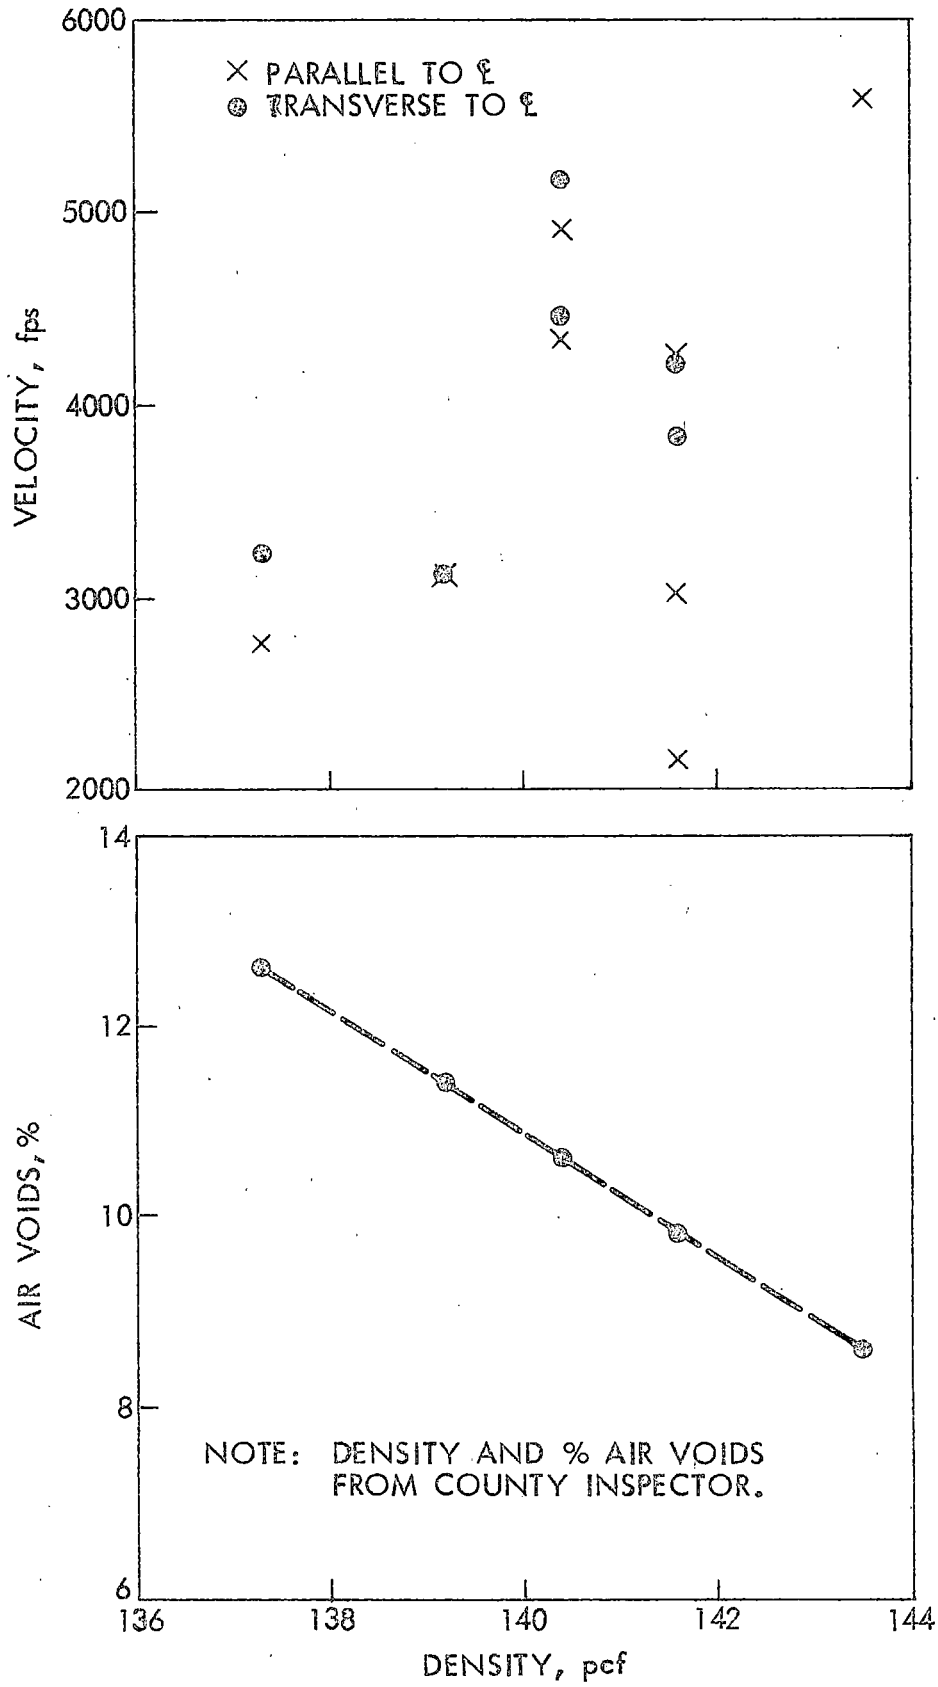 6000
× PARALLEL TO ℄
● TRANSVERSE TO ℄
5000
4000
3000
2000
VELOCITY, fps
14
12
10
8
6
AIR VOIDS, %
NOTE: DENSITY AND % AIR VOIDS
FROM COUNTY INSPECTOR.
136 138 140 142 144
DENSITY, pcf